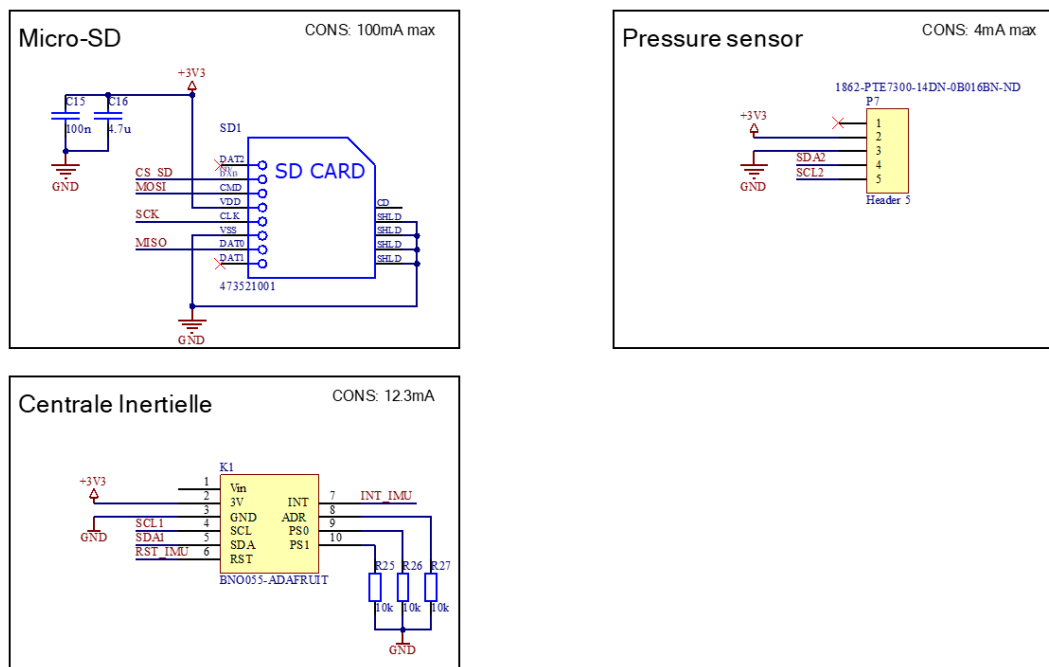 Micro-SD
CONS: 100mA max
+3V3
C15
C16
100n
4.7u
GND
SD1
SD CARD
DAT2
CS_SD
MOSI
CMD
VDD
SCK
CLK
VSS
MISO
DAT0
DAT1
CD
SHLD
SHLD
SHLD
SHLD
473521001
GND
Pressure sensor
CONS: 4mA max
1862-PTE7300-14DN-0B016BN-ND
P7
+3V3
1
2
3
SDA2
4
SCL2
5
GND
Header 5
Centrale Inertielle
CONS: 12.3mA
K1
+3V3
1
Vin
2
3V
INT
7
INT_IMU
3
GND
ADR
8
SCL1
4
SCL
PS0
9
SDA1
5
SDA
PS1
10
RST_IMU
6
RST
GND
BNO055-ADAFRUIT
R25
R26
R27
10k
10k
10k
GND